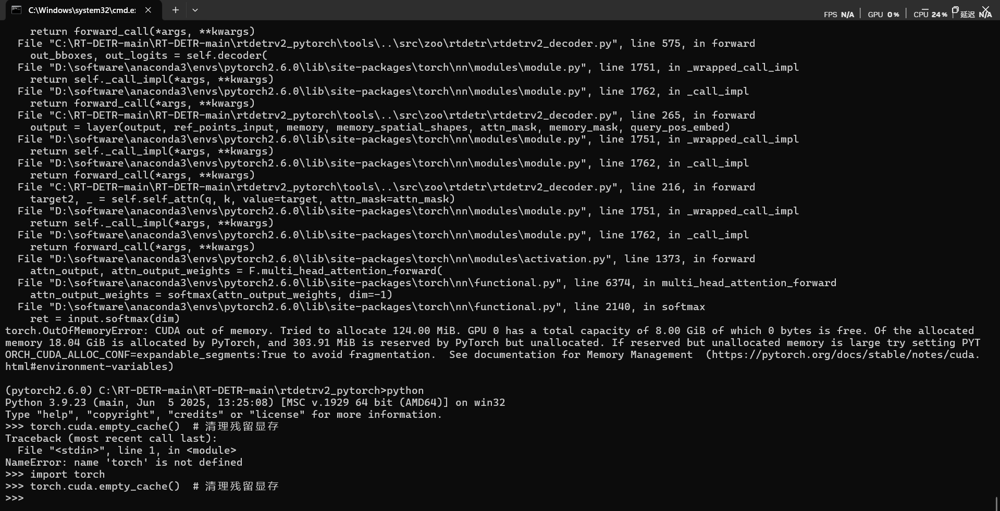 C:\Windows\system32\cmd.e:
FPS N/A | GPU 0% | CPU 24% | 延迟 N/A
return forward_call(*args, **kwargs)
File "C:\RT-DETR-main\RT-DETR-main\rtdetrv2_pytorch\tools\..\src\zoo\rtdetr\rtdetrv2_decoder.py", line 575, in forward
out_bboxes, out_logits = self.decoder(
File "D:\software\anaconda3\envs\pytorch2.6.0\lib\site-packages\torch\nn\modules\module.py", line 1751, in _wrapped_call_impl
return self._call_impl(*args, **kwargs)
File "D:\software\anaconda3\envs\pytorch2.6.0\lib\site-packages\torch\nn\modules\module.py", line 1762, in _call_impl
return forward_call(*args, **kwargs)
File "C:\RT-DETR-main\RT-DETR-main\rtdetrv2_pytorch\tools\..\src\zoo\rtdetr\rtdetrv2_decoder.py", line 265, in forward
output = layer(output, ref_points_input, memory, memory_spatial_shapes, attn_mask, memory_mask, query_pos_embed)
File "D:\software\anaconda3\envs\pytorch2.6.0\lib\site-packages\torch\nn\modules\module.py", line 1751, in _wrapped_call_impl
return self._call_impl(*args, **kwargs)
File "D:\software\anaconda3\envs\pytorch2.6.0\lib\site-packages\torch\nn\modules\module.py", line 1762, in _call_impl
return forward_call(*args, **kwargs)
File "C:\RT-DETR-main\RT-DETR-main\rtdetrv2_pytorch\tools\..\src\zoo\rtdetr\rtdetrv2_decoder.py", line 216, in forward
target2, _ = self.self_attn(q, k, value=target, attn_mask=attn_mask)
File "D:\software\anaconda3\envs\pytorch2.6.0\lib\site-packages\torch\nn\modules\module.py", line 1751, in _wrapped_call_impl
return self._call_impl(*args, **kwargs)
File "D:\software\anaconda3\envs\pytorch2.6.0\lib\site-packages\torch\nn\modules\module.py", line 1762, in _call_impl
return forward_call(*args, **kwargs)
File "D:\software\anaconda3\envs\pytorch2.6.0\lib\site-packages\torch\nn\modules\activation.py", line 1373, in forward
attn_output, attn_output_weights = F.multi_head_attention_forward(
File "D:\software\anaconda3\envs\pytorch2.6.0\lib\site-packages\torch\nn\functional.py", line 6374, in multi_head_attention_forward
attn_output_weights = softmax(attn_output_weights, dim=-1)
File "D:\software\anaconda3\envs\pytorch2.6.0\lib\site-packages\torch\nn\functional.py", line 2140, in softmax
ret = input.softmax(dim)
torch.OutOfMemoryError: CUDA out of memory. Tried to allocate 124.00 MiB. GPU 0 has a total capacity of 8.00 GiB of which 0 bytes is free. Of the allocated
memory 18.04 GiB is allocated by PyTorch, and 303.91 MiB is reserved by PyTorch but unallocated. If reserved but unallocated memory is large try setting PYT
ORCH_CUDA_ALLOC_CONF=expandable_segments:True to avoid fragmentation.  See documentation for Memory Management  (https://pytorch.org/docs/stable/notes/cuda.
html#environment-variables)
(pytorch2.6.0) C:\RT-DETR-main\RT-DETR-main\rtdetrv2_pytorch>python
Python 3.9.23 (main, Jun  5 2025, 13:25:08) [MSC v.1929 64 bit (AMD64)] on win32
Type "help", "copyright", "credits" or "license" for more information.
>>> torch.cuda.empty_cache()  # 清理残留显存
Traceback (most recent call last):
File "<stdin>", line 1, in <module>
NameError: name 'torch' is not defined
>>> import torch
>>> torch.cuda.empty_cache()  # 清理残留显存
>>>